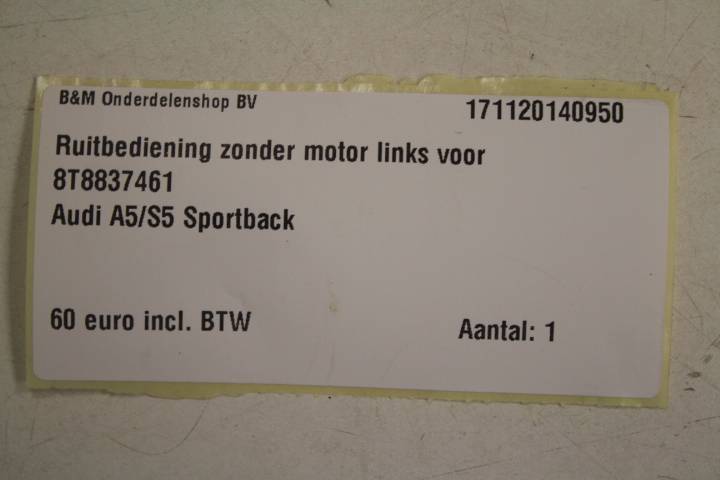 B&M Onderdelenshop BV 171120140950
Ruitbediening zonder motor links voor
8T8837461
Audi A5/S5 Sportback
60 euro incl. BTW Aantal: 1